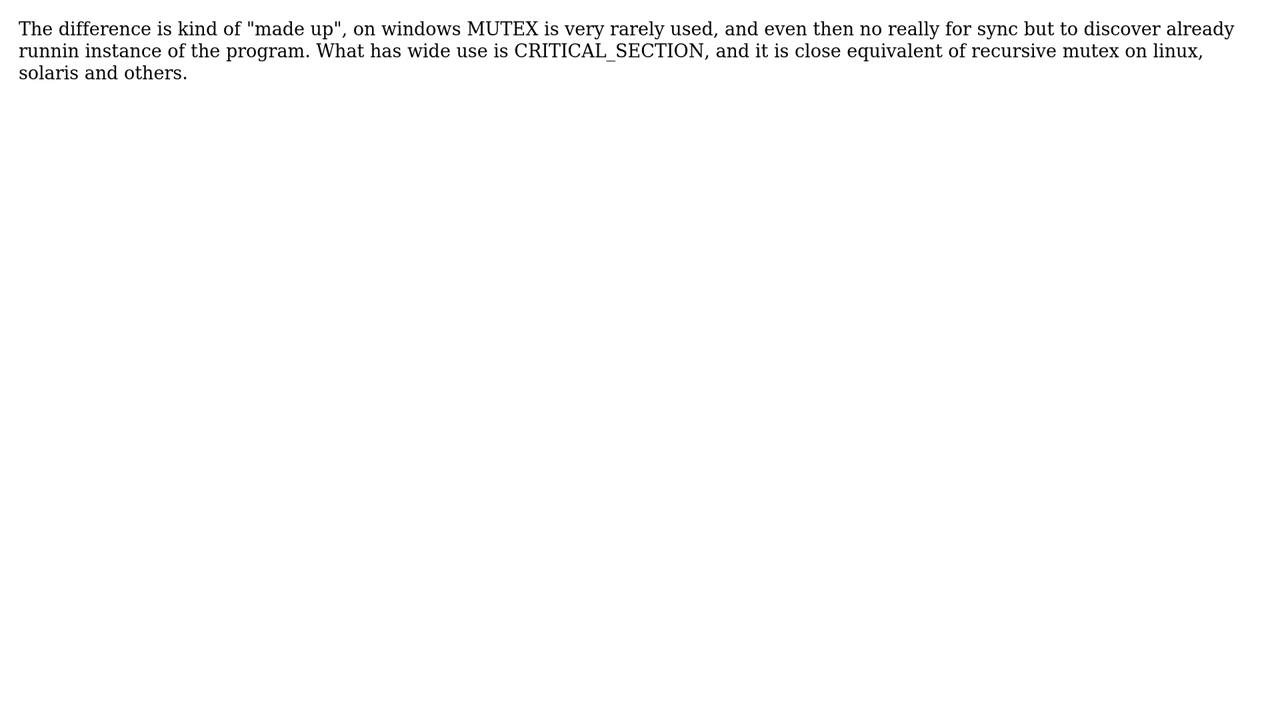 The difference is kind of "made up", on windows MUTEX is very rarely used, and even then no really for sync but to discover already
runnin instance of the program. What has wide use is CRITICAL_SECTION, and it is close equivalent of recursive mutex on linux,
solaris and others.